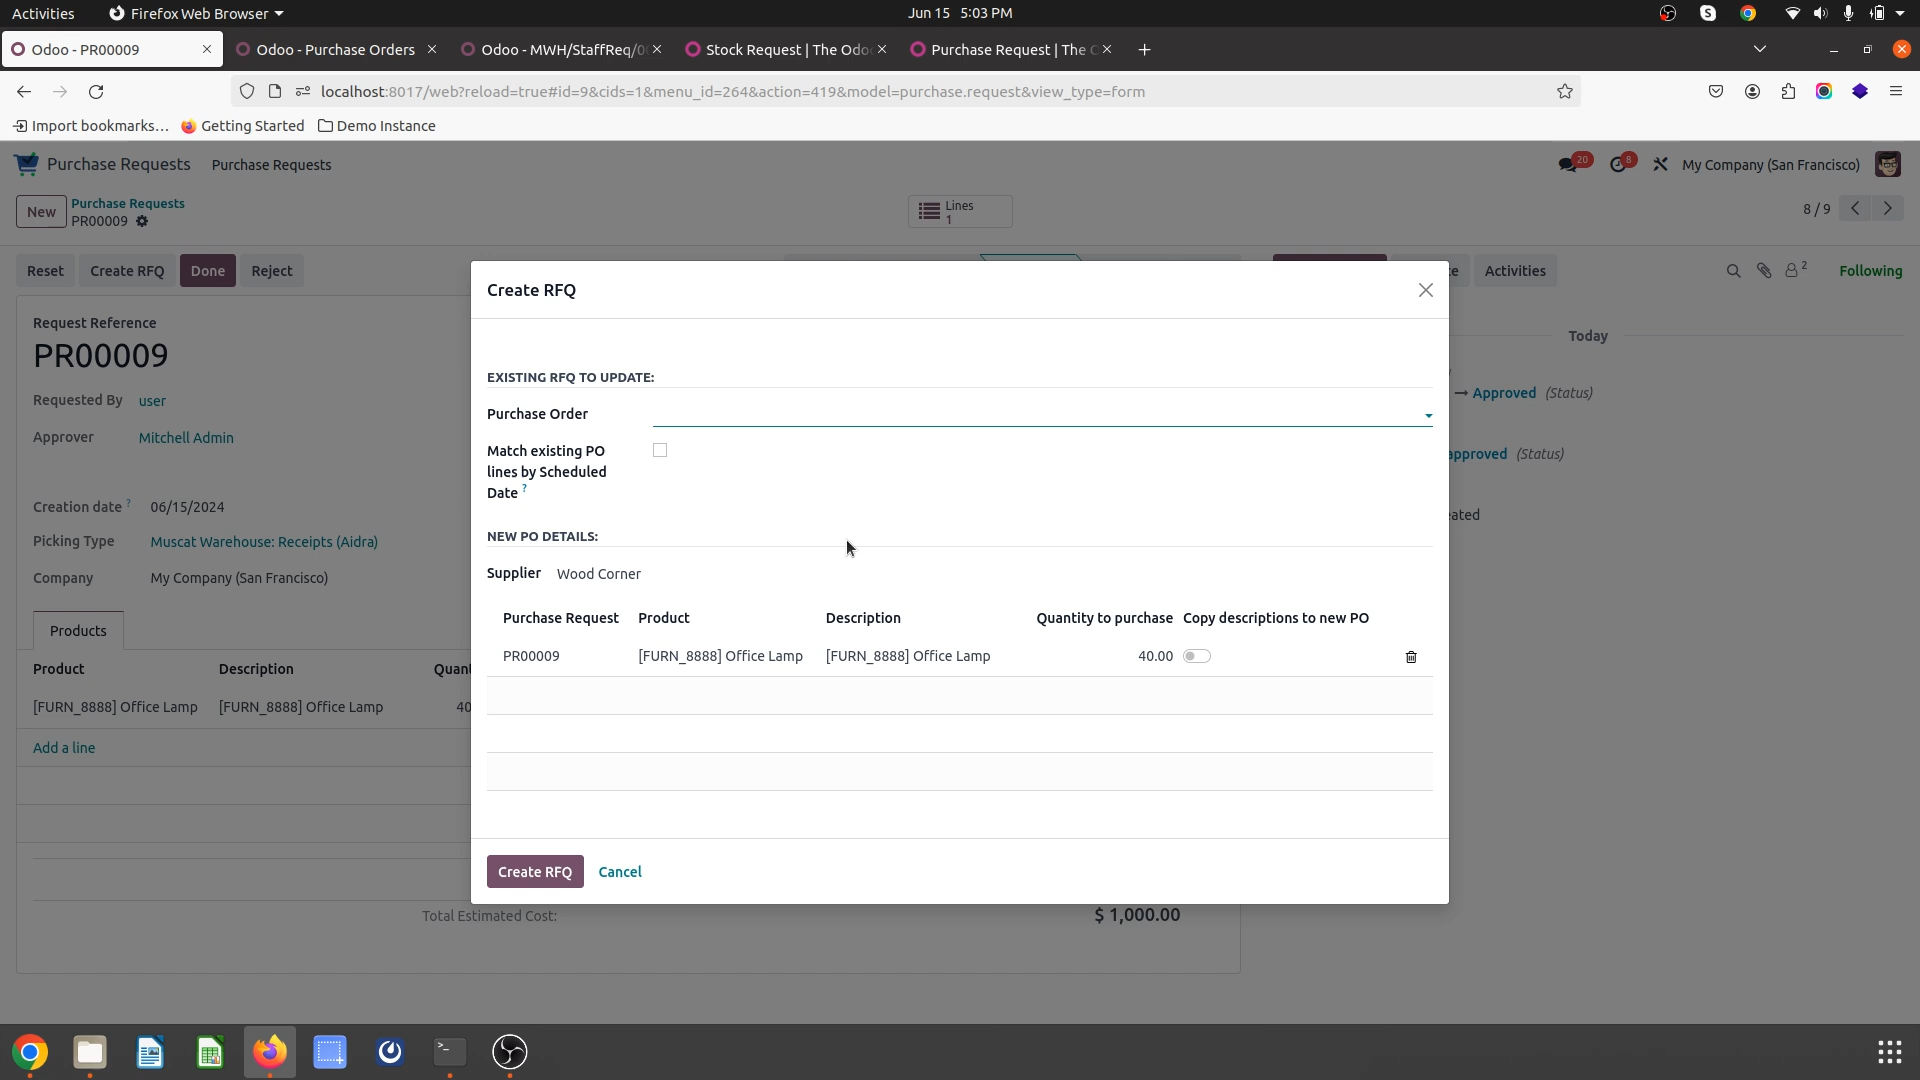 Activities
Firefox Web Browser
Jun 15 5:03 PM
Odoo - PR00009
Odoo - Purchase Orders
Odoo - MWH/StaffReq/0
Stock Request | The Odo
Purchase Request | The
localhost:8017/web?reload=true#id=9&cids=1&menu_id=264&action=419&model=purchase.request&view_type=form
Import bookmarks...
Getting Started
Demo Instance
Purchase Requests
Purchase Requests
20
8
My Company (San Francisco)
New
Purchase Requests
PR00009
Lines
1
8 / 9
Reset
Create RFQ
Done
Reject
Activities
2
Following
Request Reference
PR00009
Requested By user
Approver Mitchell Admin
Creation date ? 06/15/2024
Picking Type Muscat Warehouse: Receipts (Aidra)
Company My Company (San Francisco)
Products
Product Description Quant
[FURN_8888] Office Lamp [FURN_8888] Office Lamp 40
Add a line
Total Estimated Cost: $ 1,000.00
Create RFQ
EXISTING RFQ TO UPDATE:
Purchase Order
Match existing PO
lines by Scheduled
Date ?
NEW PO DETAILS:
Supplier Wood Corner
Purchase Request Product Description Quantity to purchase Copy descriptions to new PO
PR00009 [FURN_8888] Office Lamp [FURN_8888] Office Lamp 40.00
Create RFQ
Cancel
Today
→ Approved (Status)
approved (Status)
eated